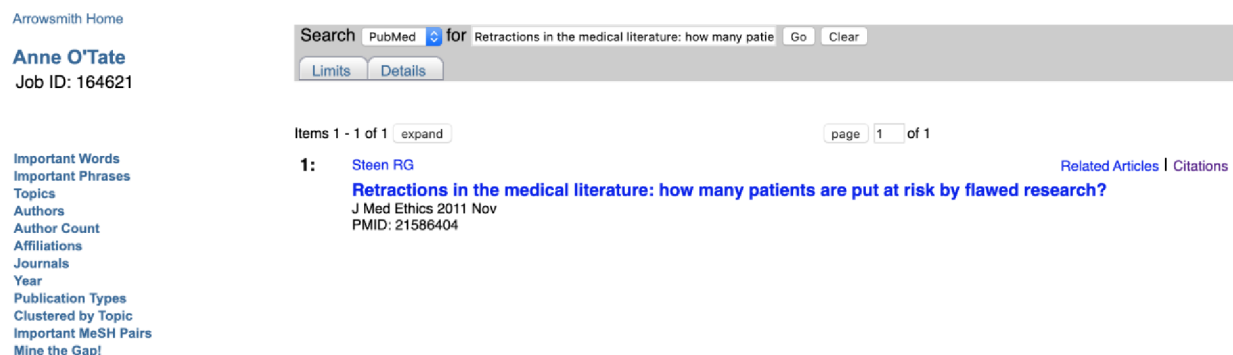 Arrowsmith Home
Anne O'Tate
Job ID: 164621
Important Words
Important Phrases
Topics
Authors
Author Count
Affiliations
Journals
Year
Publication Types
Clustered by Topic
Important MeSH Pairs
Mine the Gap!
Search PubMed for Retractions in the medical literature: how many patie Go Clear
Limits Details
Items 1 - 1 of 1 expand page 1 of 1
1: Steen RG Related Articles | Citations
Retractions in the medical literature: how many patients are put at risk by flawed research?
J Med Ethics 2011 Nov
PMID: 21586404